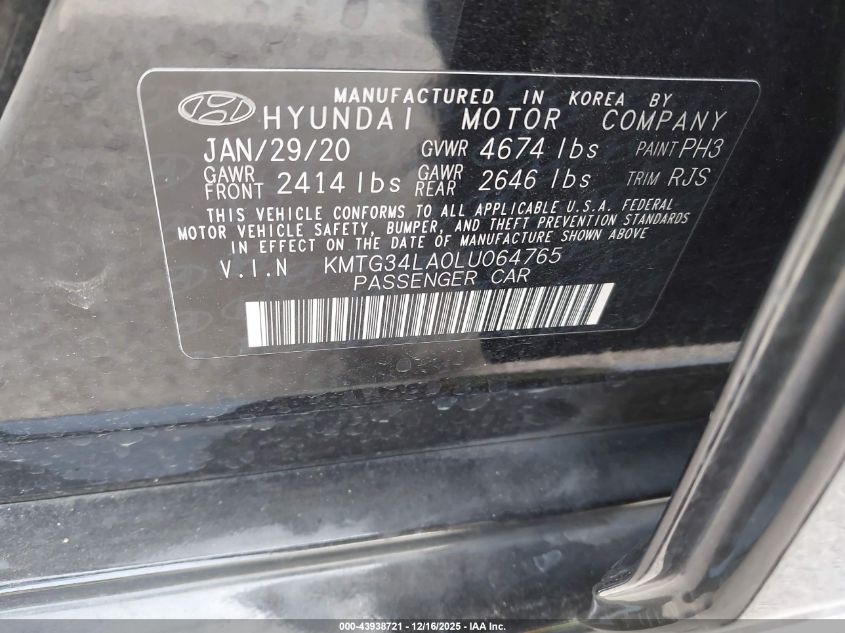 MANUFACTURED IN KOREA BY
HYUNDAI MOTOR COMPANY
JAN/29/20 GVWR 4674 lbs PAINT PH3
GAWR FRONT 2414 lbs GAWR REAR 2646 lbs TRIM RJS
THIS VEHICLE CONFORMS TO ALL APPLICABLE U.S.A. FEDERAL
MOTOR VEHICLE SAFETY, BUMPER, AND THEFT PREVENTION STANDARDS
IN EFFECT ON THE DATE OF MANUFACTURE SHOWN ABOVE
V.I.N KMTG34LA0LU064765
PASSENGER CAR
000-43938721 - 12/16/2025 - IAA Inc.